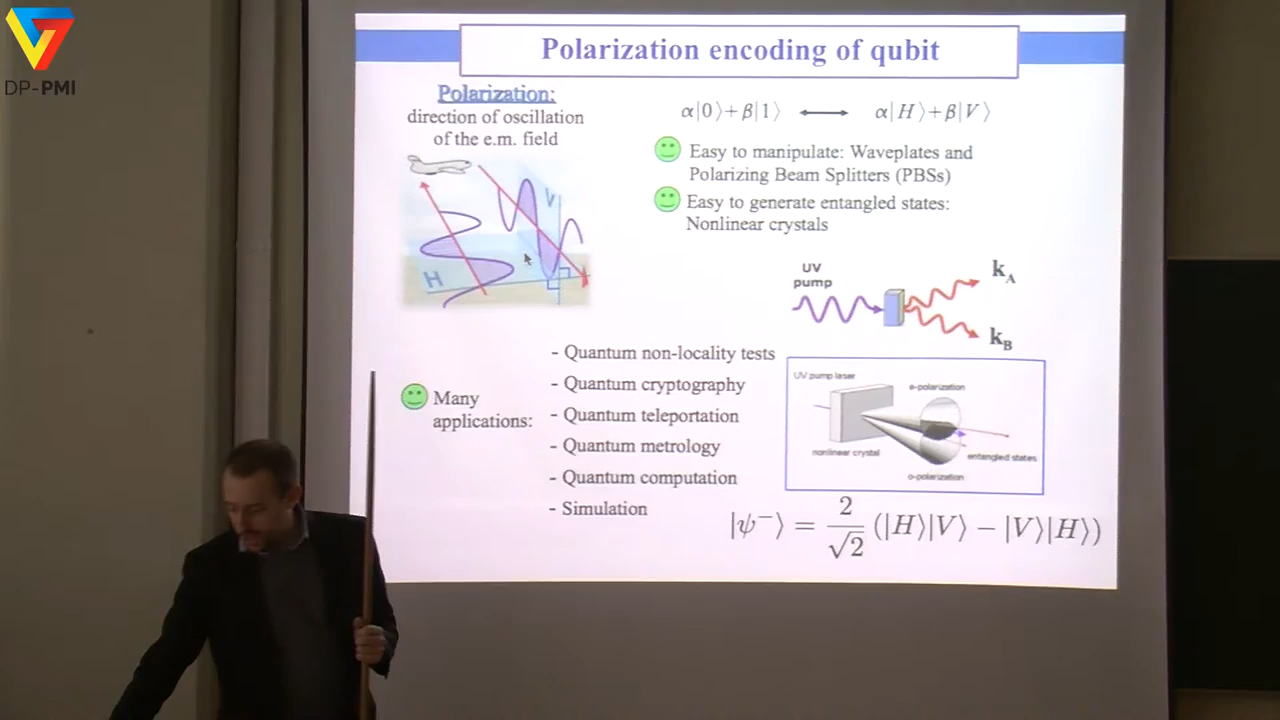 DP-PMI
Polarization encoding of qubit
Polarization:
direction of oscillation
of the e.m. field
α|0⟩+β|1⟩ ⟷ α|H⟩+β|V⟩
Easy to manipulate: Waveplates and
Polarizing Beam Splitters (PBSs)
Easy to generate entangled states:
Nonlinear crystals
V
H
UV
pump
k_A
k_B
Many
applications:
- Quantum non-locality tests
- Quantum cryptography
- Quantum teleportation
- Quantum metrology
- Quantum computation
- Simulation
UV pump laser
e-polarization
nonlinear crystal
entangled states
o-polarization
|ψ⁻⟩ = 2/√2 (|H⟩|V⟩ − |V⟩|H⟩)